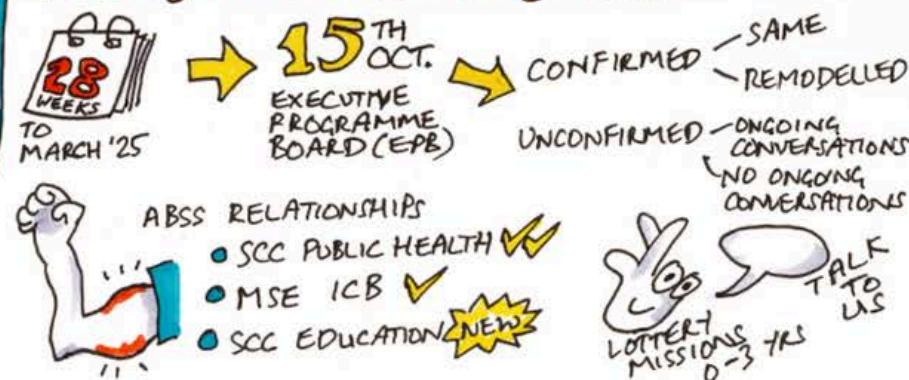 28
WEEKS
TO
MARCH '25
15TH
OCT.
EXECUTIVE
PROGRAMME
BOARD (EPB)
CONFIRMED
SAME
REMODELLED
UNCONFIRMED
ONGOING
CONVERSATIONS
NO ONGOING
CONVERSATIONS
ABSS RELATIONSHIPS
SCC PUBLIC HEALTH
MSE ICB
SCC EDUCATION
NEW
LOTTERY
MISSIONS
0-3 YRS
TALK
TO
US